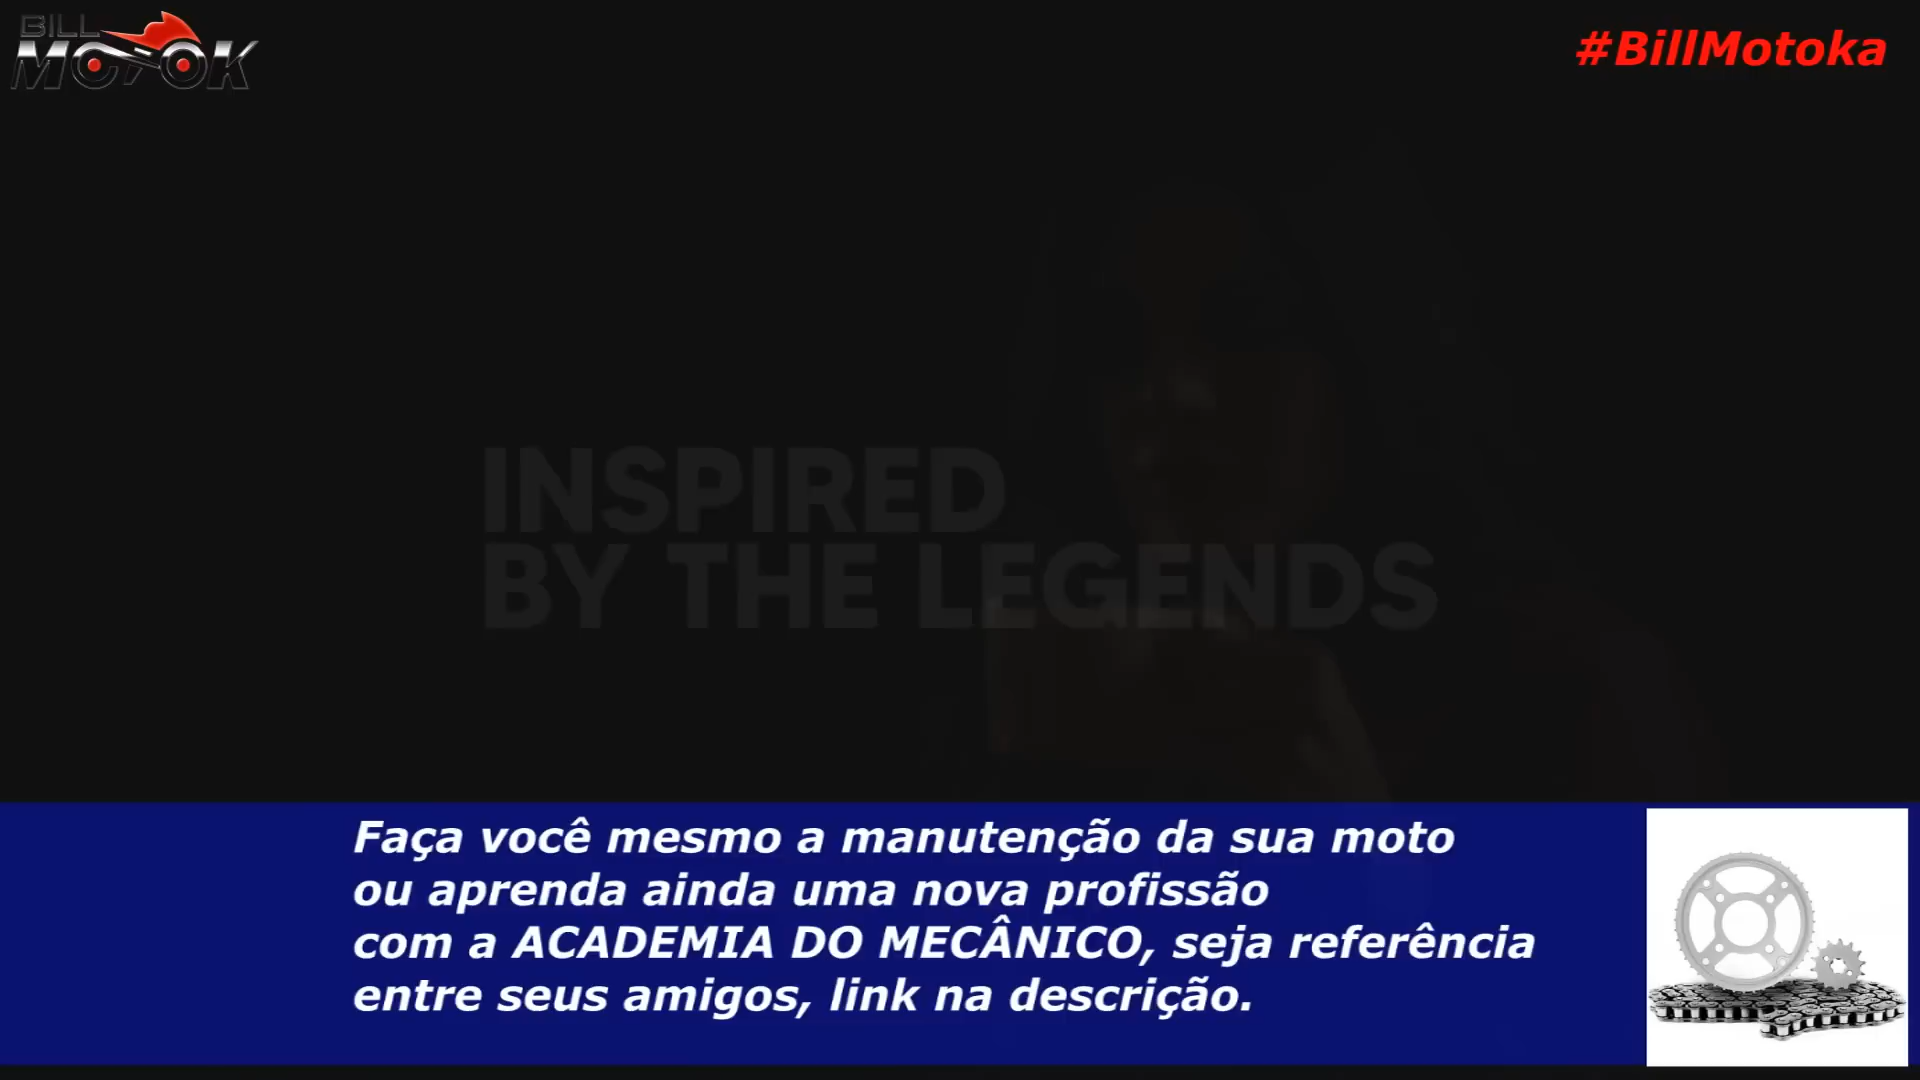 BILL
MOTOK
#BillMotoka
INSPIRED
BY THE LEGENDS
Faça você mesmo a manutenção da sua moto
ou aprenda ainda uma nova profissão
com a ACADEMIA DO MECÂNICO, seja referência
entre seus amigos, link na descrição.